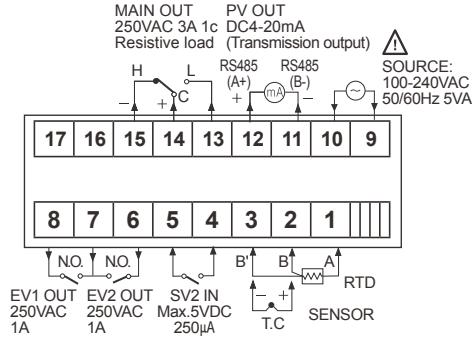 MAIN OUT
250VAC 3A 1c
Resistive load
PV OUT
DC4-20mA
(Transmission output)
SOURCE:
100-240VAC
50/60Hz 5VA
H
L
C
− +
RS485
(A+)
RS485
(B-)
+ mA −
17 16 15 14 13 12 11 10 9
8 7 6 5 4 3 2 1
N.O.
N.O.
B'
B
A
EV1 OUT
250VAC
1A
EV2 OUT
250VAC
1A
SV2 IN
Max.5VDC
250µA
− +
T.C
RTD
SENSOR